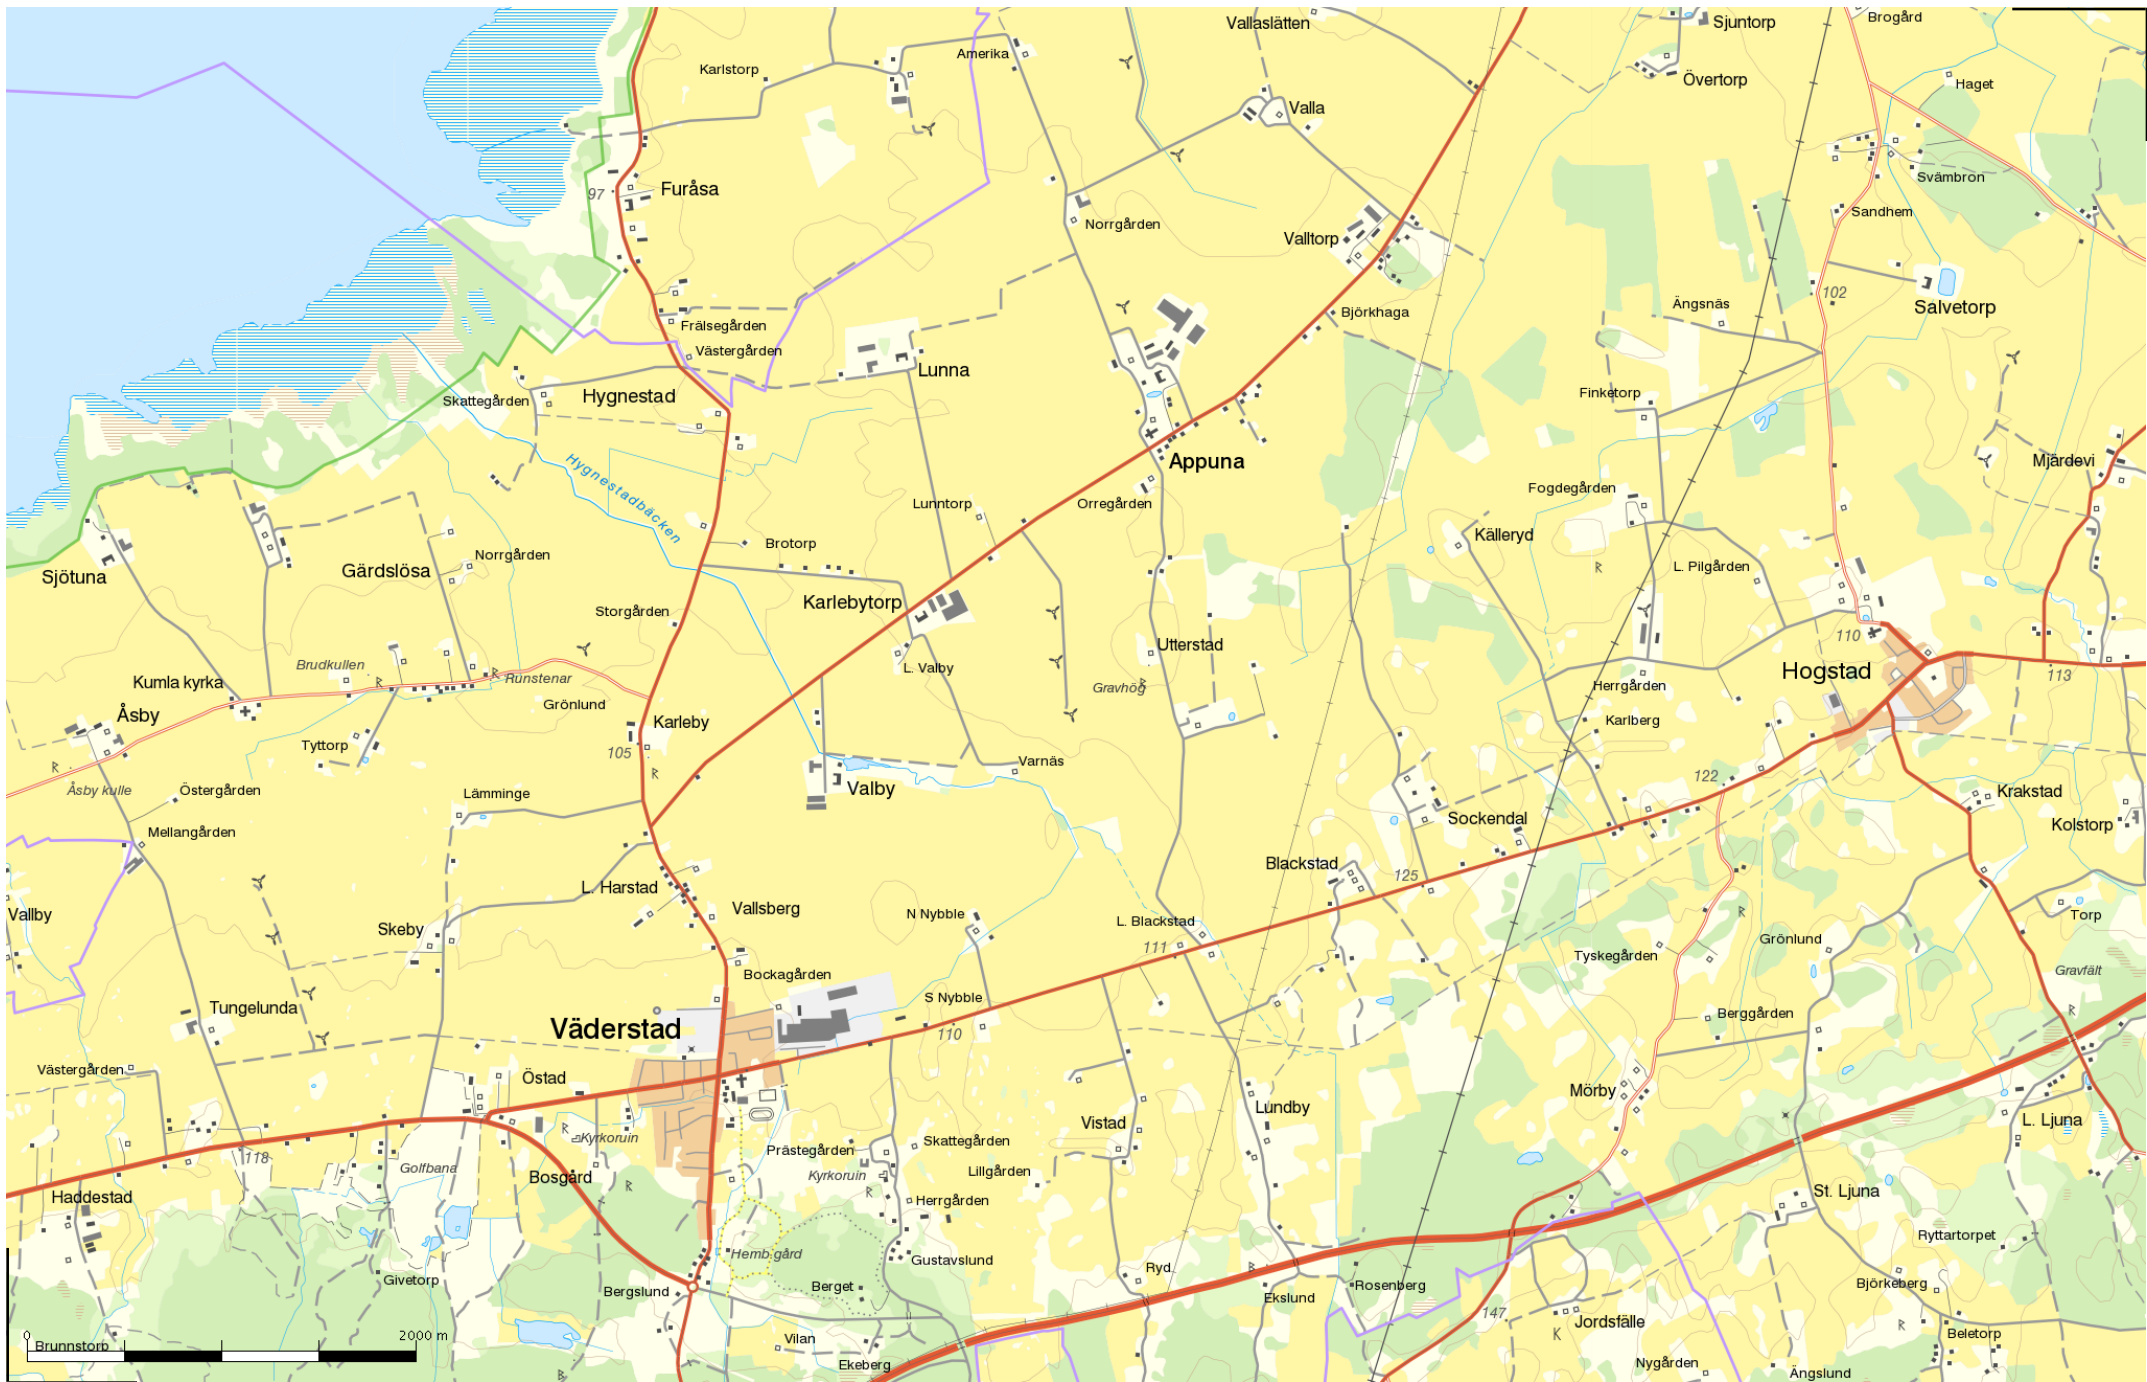 Vallaslätten
Sjuntorp
Brogård
Amerika
Karlstorp
Övertorp
Haget
Valla
Furåsa
97
Svämbron
Norrgården
Sandhem
Valltorp
102
Ängsnäs
Salvetorp
Björkhaga
Frälsegården
Västergården
Lunna
Hygnestad
Skattegården
Finketorp
Hygnestadbäcken
Appuna
Mjärdevi
Fogdegården
Lunntorp
Orregården
Källeryd
Brotorp
Norrgården
Gärdslösa
Sjötuna
L. Pilgården
Karlebytorp
Storgården
110
Utterstad
Brudkullen
Runstenar
L. Valby
Hogstad
113
Kumla kyrka
Gravhög
Herrgården
Grönlund
Åsby
Karleby
Karlberg
Tyttorp
105
Varnäs
122
Åsby kulle
Östergården
Lämminge
Valby
Krakstad
Sockendal
Kolstorp
Mellangården
Blackstad
125
L. Harstad
Vallby
Vallsberg
N Nybble
L. Blackstad
Torp
Skeby
111
Grönlund
Tyskegården
Gravfält
Bockagården
S Nybble
Tungelunda
Väderstad
Berggården
110
Västergården
Östad
Mörby
Lundby
Vistad
L. Ljuna
Kyrkoruin
Skattegården
Prästegården
118
Golfbana
Bosgård
Kyrkoruin
Lillgården
Haddestad
Herrgården
St. Ljuna
Ryttartorpet
Hemb.gård
Gustavslund
Givetorp
Ryd
Bergslund
Berget
Rosenberg
Björkeberg
Ekslund
147
Jordsfälle
0
2000 m
Brunnstorp
Vilan
Beletorp
Ekeberg
Nygården
Ängslund